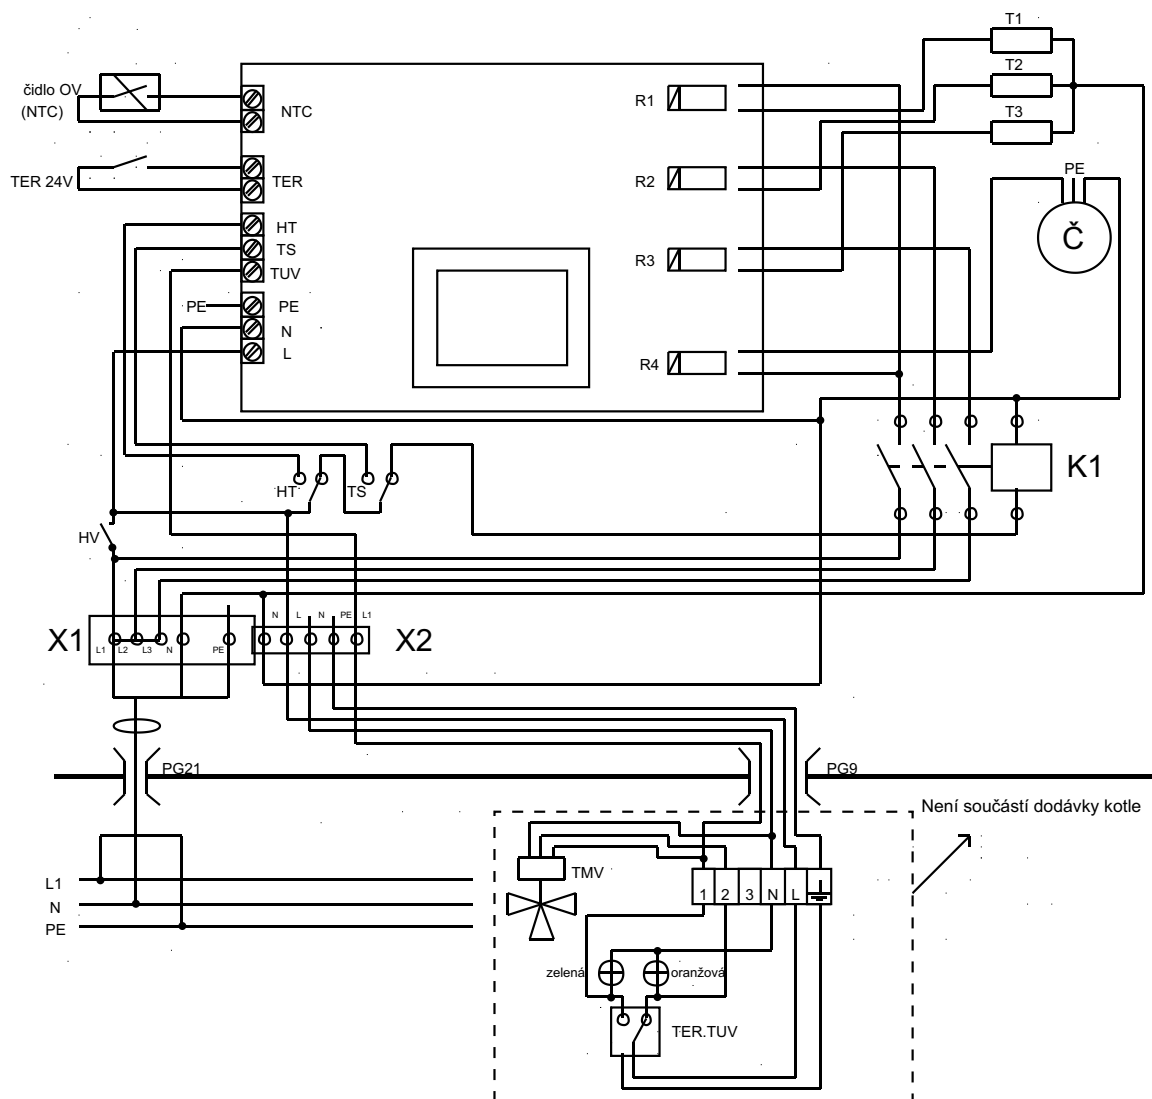 T1
čidlo OV
(NTC)
NTC
R1
T2
T3
TER 24V
TER
R2
PE
HT
TS
TUV
R3
Č
PE
PE
N
L
R4
HT
TS
K1
HV
X1
L1
L2
L3
N
PE
N
L
N
PE
L1
X2
PG21
PG9
Není součástí dodávky kotle
TMV
L1
N
PE
1
2
3
N
L
zelená
oranžová
TER.TUV